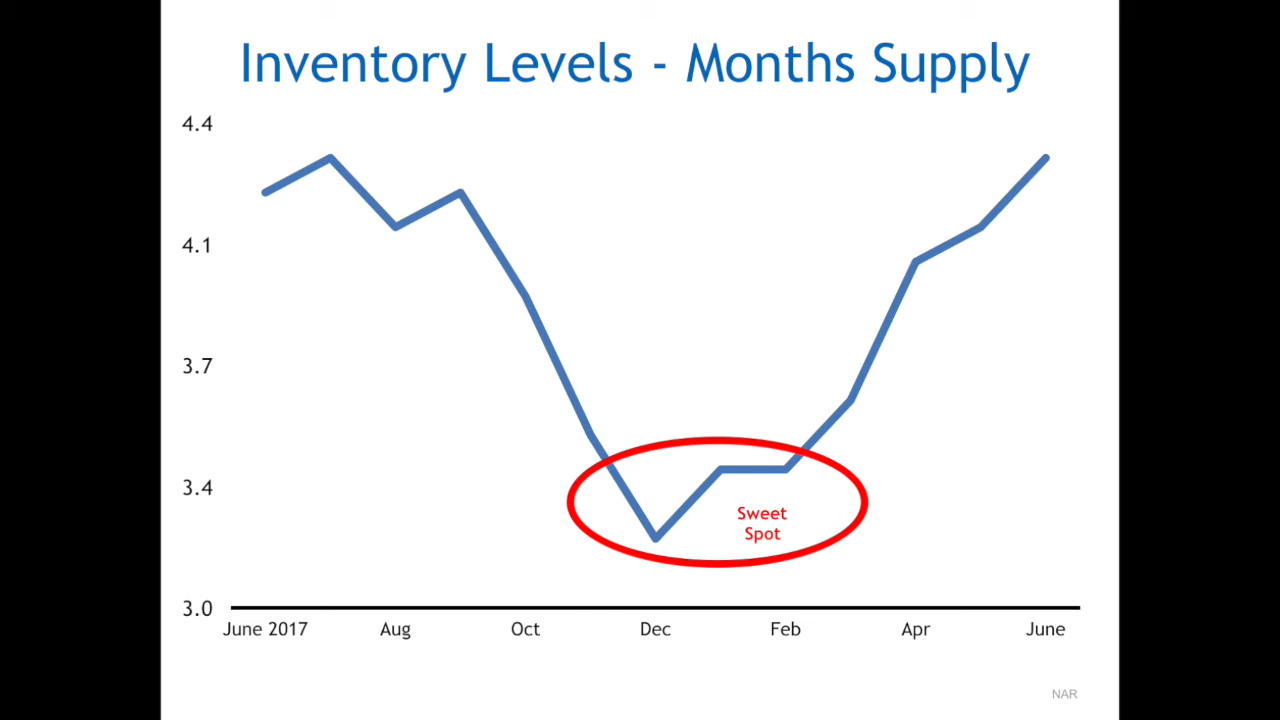 Inventory Levels - Months Supply
4.4
4.1
3.7
3.4
3.0
Sweet
Spot
June 2017 Aug Oct Dec Feb Apr June
NAR